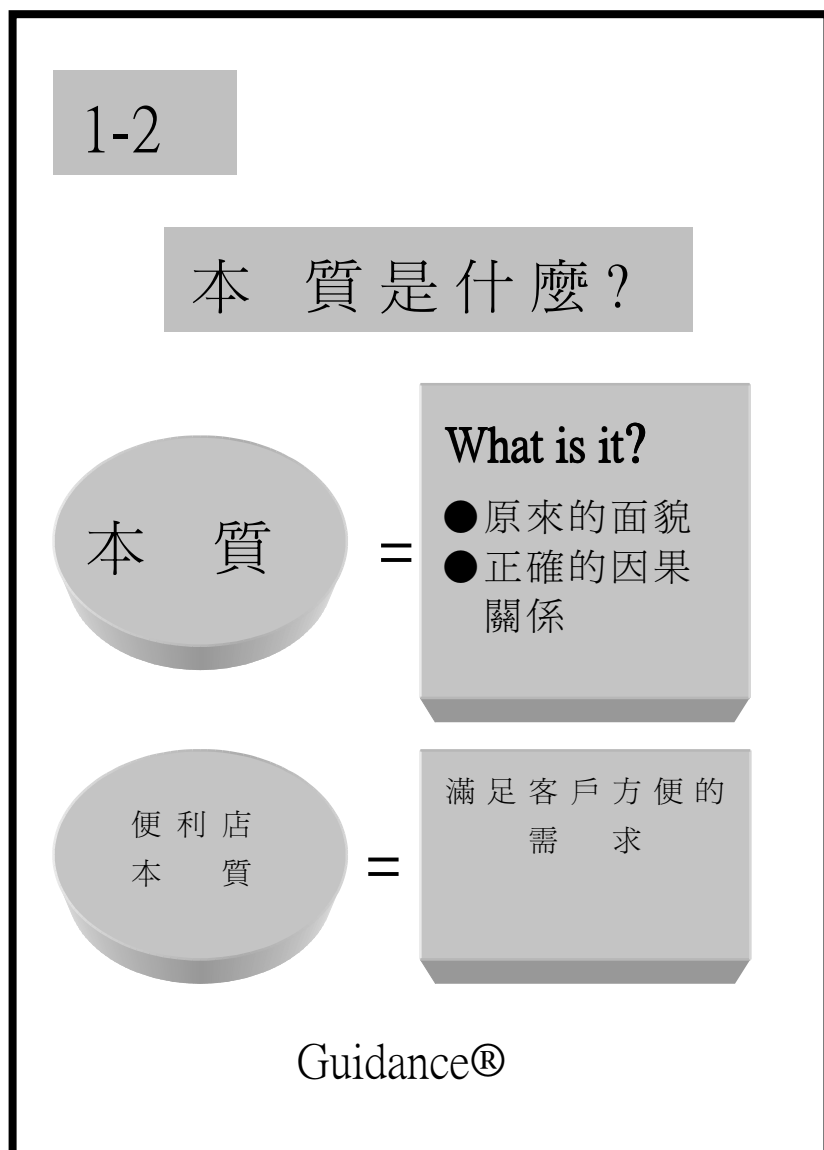 1-2
本 質是什麼?
本 質
=
What is it?
●原來的面貌
●正確的因果
關係
便利店
本 質
=
滿足客戶方便的
需 求
Guidance®